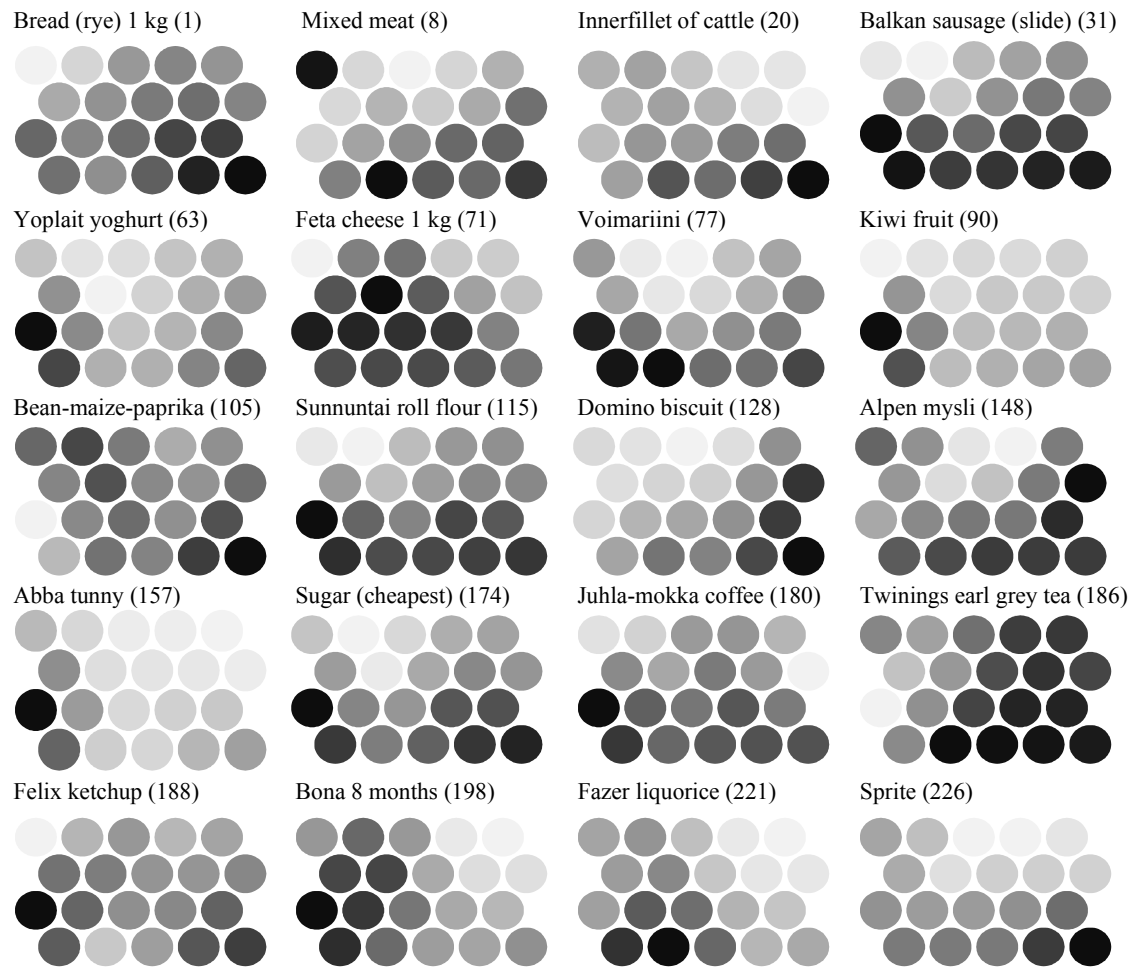 Bread (rye) 1 kg (1)
Mixed meat (8)
Innerfillet of cattle (20)
Balkan sausage (slide) (31)
Yoplait yoghurt (63)
Feta cheese 1 kg (71)
Voimariini (77)
Kiwi fruit (90)
Bean-maize-paprika (105)
Sunnuntai roll flour (115)
Domino biscuit (128)
Alpen mysli (148)
Abba tunny (157)
Sugar (cheapest) (174)
Juhla-mokka coffee (180)
Twinings earl grey tea (186)
Felix ketchup (188)
Bona 8 months (198)
Fazer liquorice (221)
Sprite (226)